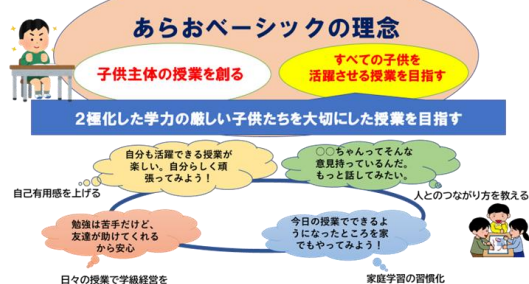 あらおベーシックの理念
子供主体の授業を創る
すべての子供を
活躍させる授業を目指す
2極化した学力の厳しい子供たちを大切にした授業を目指す
自分も活躍できる授業が
楽しい。自分らしく頑
張ってみよう！
○○ちゃんってそんな
意見持っているんだ。
もっと話してみたい。
自己有用感を上げる
人とのつながり方を教える
勉強は苦手だけど、
友達が助けてくれる
から安心
今日の授業でできるよ
うになったところを家
でもやってみよう！
日々の授業で学級経営を
家庭学習の習慣化